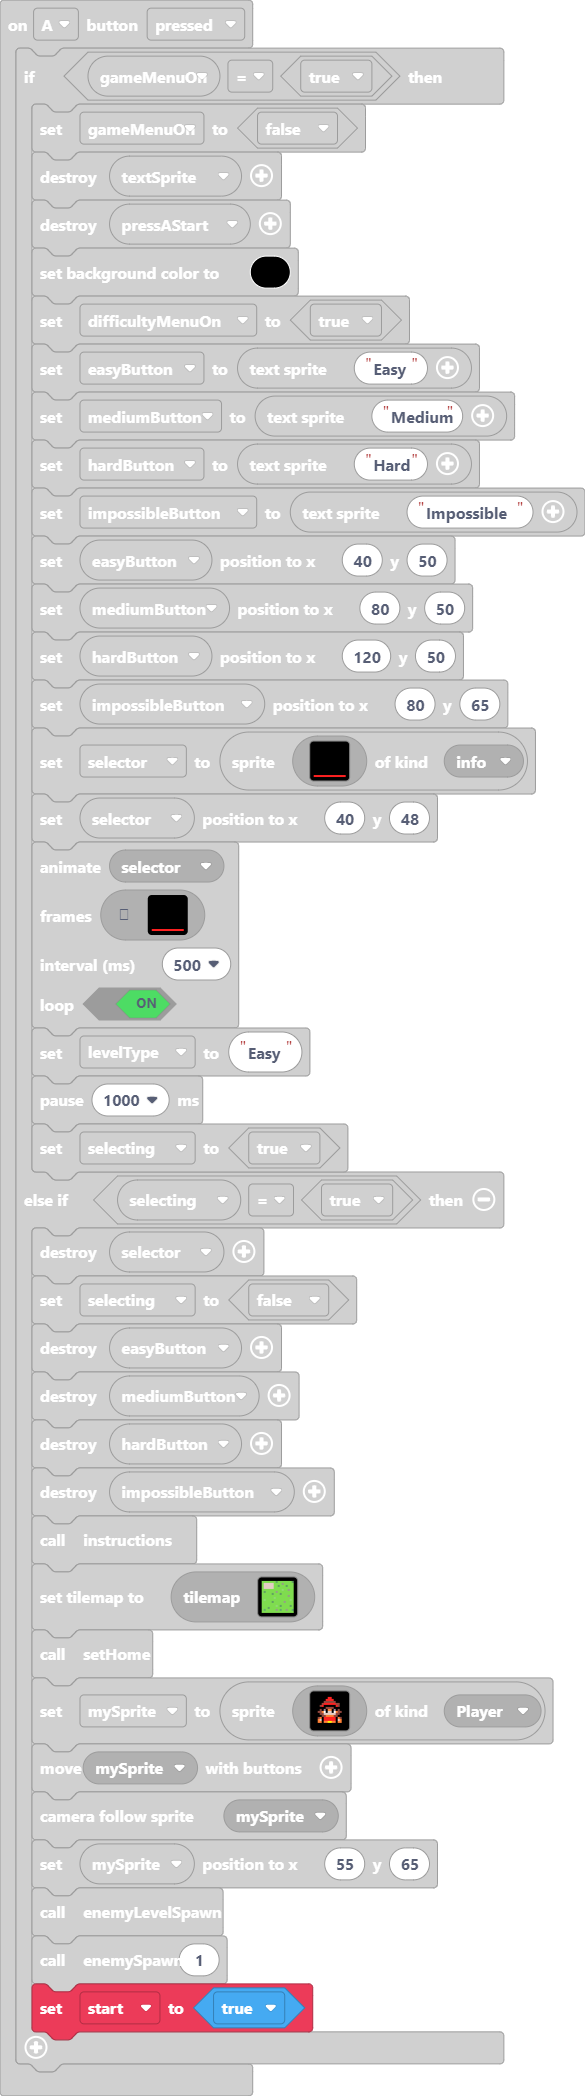 on A button pressed
if gameMenuOn = true then
set gameMenuOn to false
destroy textSprite
destroy pressAStart
set background color to
set difficultyMenuOn to true
set easyButton to text sprite "Easy"
set mediumButton to text sprite "Medium"
set hardButton to text sprite "Hard"
set impossibleButton to text sprite "Impossible"
set easyButton position to x 40 y 50
set mediumButton position to x 80 y 50
set hardButton position to x 120 y 50
set impossibleButton position to x 80 y 65
set selector to sprite of kind info
set selector position to x 40 y 48
animate selector
frames
interval (ms) 500
loop ON
set levelType to "Easy"
pause 1000 ms
set selecting to true
else if selecting = true then
destroy selector
set selecting to false
destroy easyButton
destroy mediumButton
destroy hardButton
destroy impossibleButton
call instructions
set tilemap to tilemap
call setHome
set mySprite to sprite of kind Player
move mySprite with buttons
camera follow sprite mySprite
set mySprite position to x 55 y 65
call enemyLevelSpawn
call enemySpawn 1
set start to true